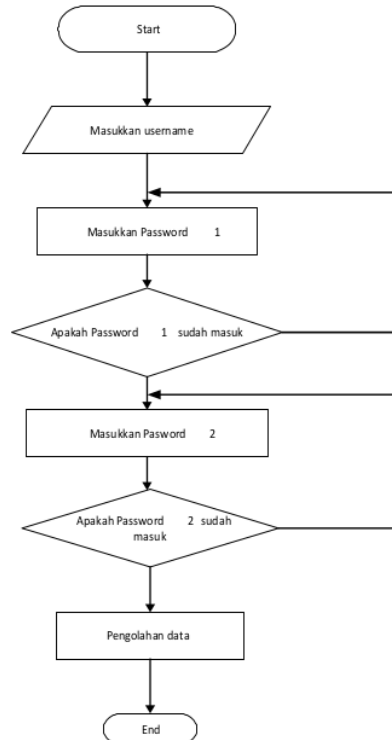 Start
Masukkan username
Masukkan Password 1
Apakah Password 1 sudah masuk
Masukkan Pasword 2
Apakah Password 2 sudah
masuk
Pengolahan data
End